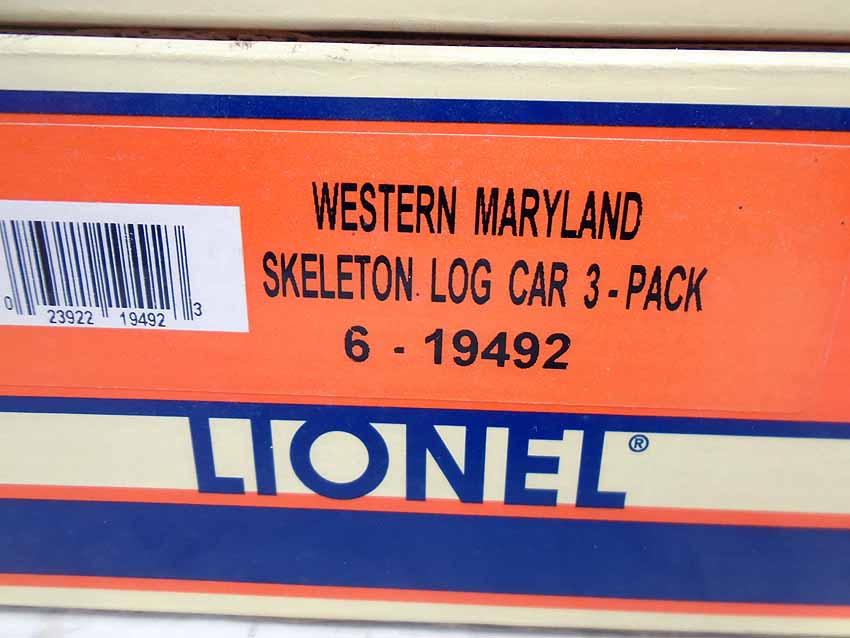 WESTERN MARYLAND
SKELETON LOG CAR 3-PACK
6 - 19492
0 23922 19492 3
LIONEL®